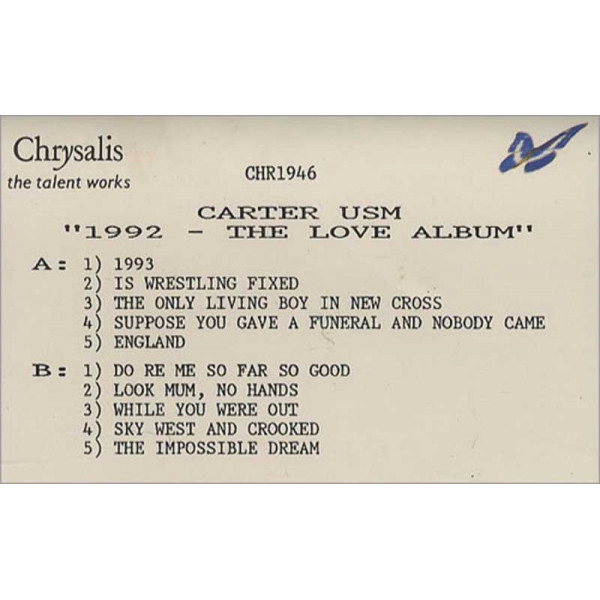 Chrysalis
the talent works
CHR1946
CARTER USM
"1992 - THE LOVE ALBUM"
A: 1) 1993
2) IS WRESTLING FIXED
3) THE ONLY LIVING BOY IN NEW CROSS
4) SUPPOSE YOU GAVE A FUNERAL AND NOBODY CAME
5) ENGLAND
B: 1) DO RE ME SO FAR SO GOOD
2) LOOK MUM, NO HANDS
3) WHILE YOU WERE OUT
4) SKY WEST AND CROOKED
5) THE IMPOSSIBLE DREAM